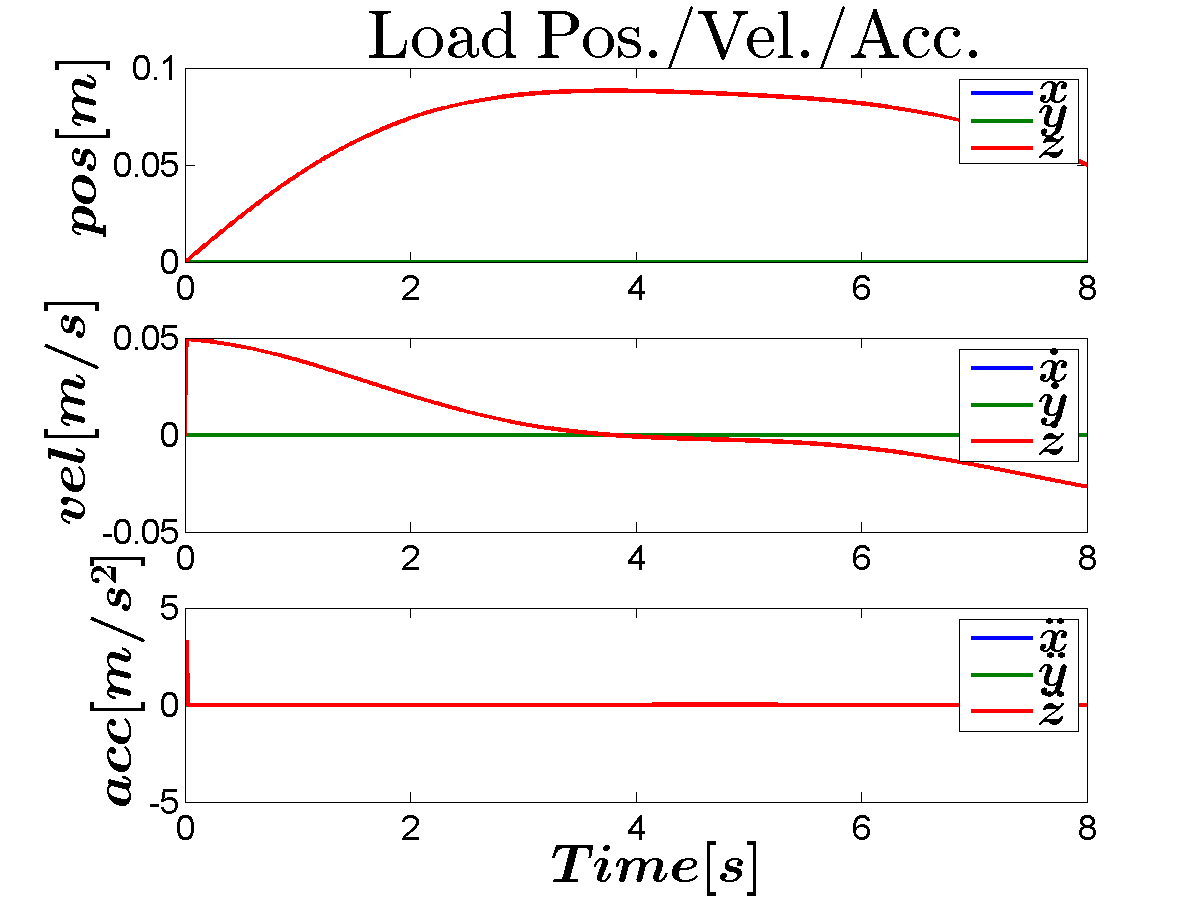 Load Pos./Vel./Acc.
pos[m]
0.1
0.05
0
0 2 4 6 8
x
y
z
vel[m/s]
0.05
0
-0.05
0 2 4 6 8
ẋ
ẏ
ż
acc[m/s²]
5
0
-5
0 2 4 6 8
ẍ
ÿ
z̈
Time[s]